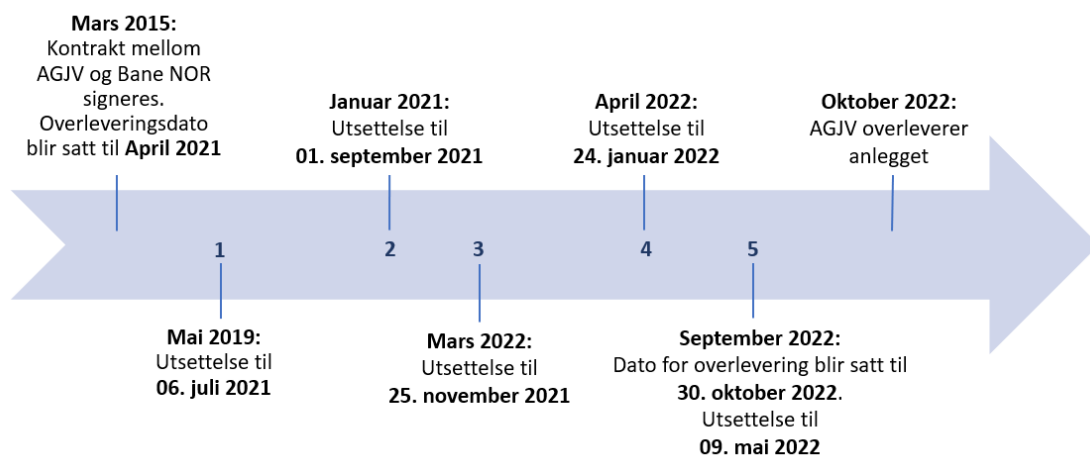 Mars 2015:
Kontrakt mellom
AGJV og Bane NOR
signeres.
Overleveringsdato
blir satt til April 2021
Januar 2021:
Utsettelse til
01. september 2021
April 2022:
Utsettelse til
24. januar 2022
Oktober 2022:
AGJV overleverer
anlegget
1
2
3
4
5
Mai 2019:
Utsettelse til
06. juli 2021
Mars 2022:
Utsettelse til
25. november 2021
September 2022:
Dato for overlevering blir satt til
30. oktober 2022.
Utsettelse til
09. mai 2022